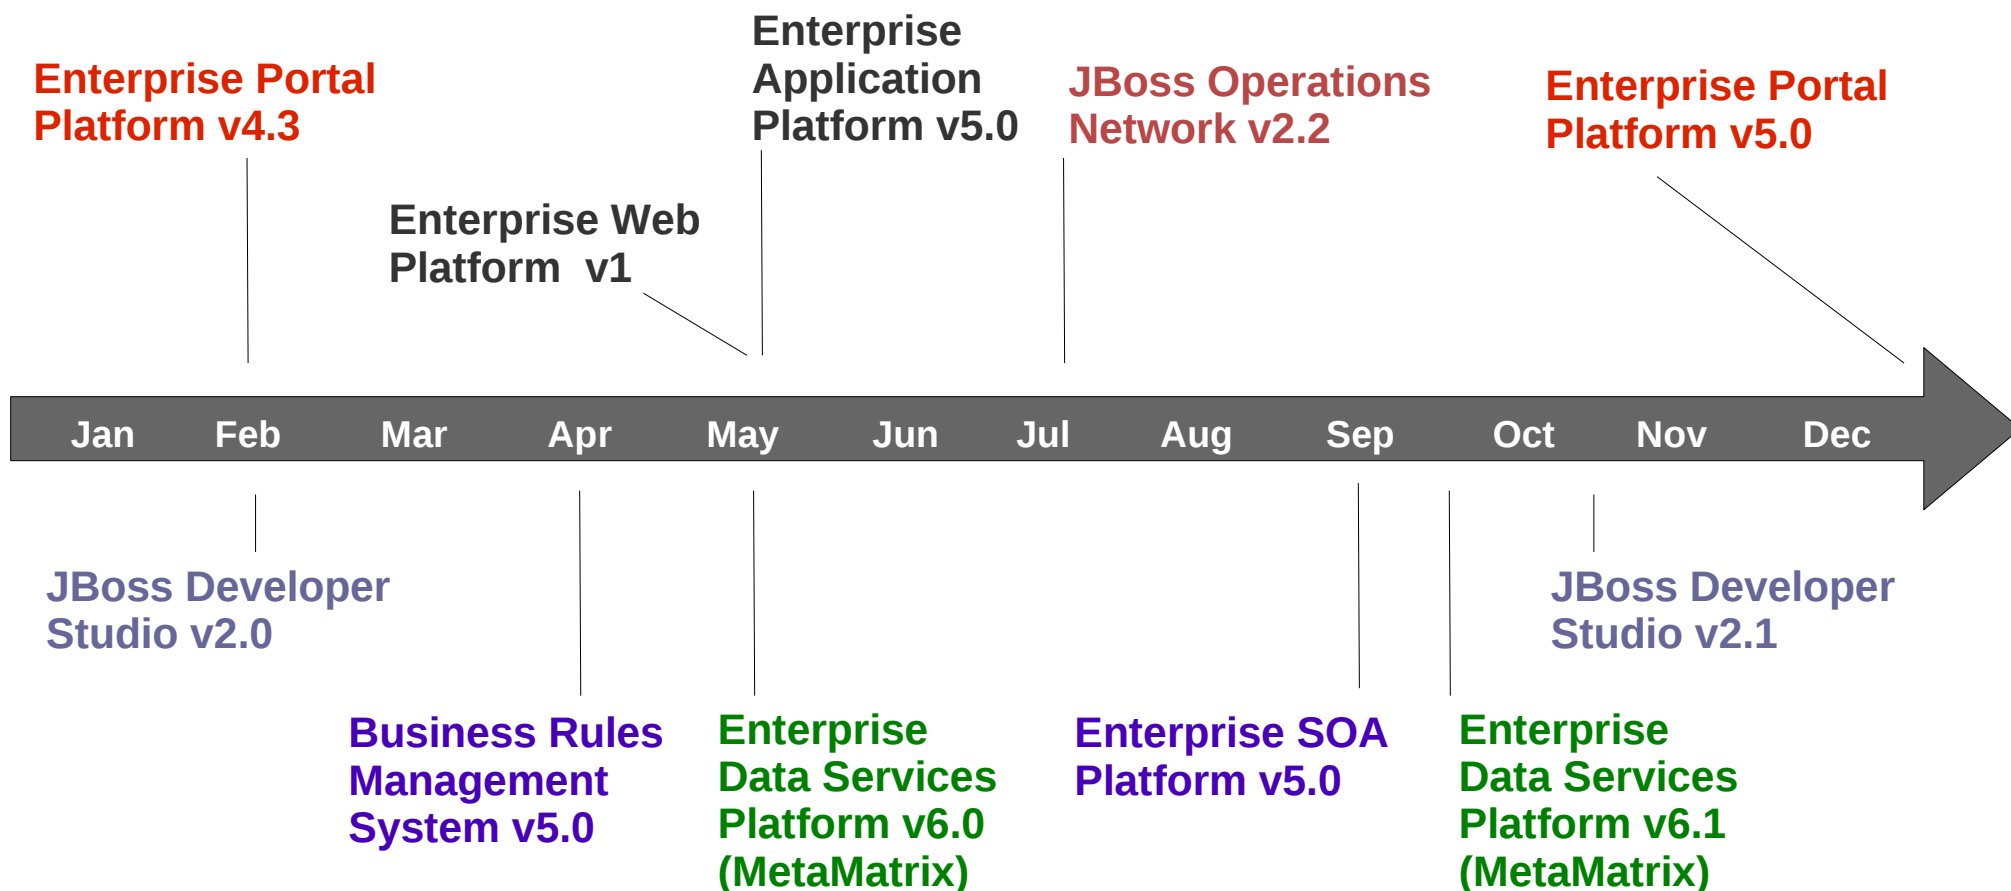 Enterprise Portal
Platform v4.3
Enterprise Web
Platform  v1
Enterprise
Application
Platform v5.0
JBoss Operations
Network v2.2
Enterprise Portal
Platform v5.0
Jan Feb Mar Apr May Jun Jul Aug Sep Oct Nov Dec
JBoss Developer
Studio v2.0
Business Rules
Management
System v5.0
Enterprise
Data Services
Platform v6.0
(MetaMatrix)
Enterprise SOA
Platform v5.0
Enterprise
Data Services
Platform v6.1
(MetaMatrix)
JBoss Developer
Studio v2.1